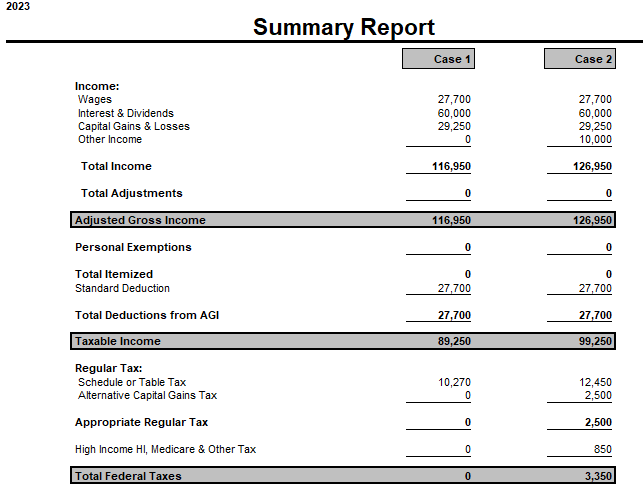 2023
Summary Report
Case 1 Case 2
Income:
Wages 27,700 27,700
Interest & Dividends 60,000 60,000
Capital Gains & Losses 29,250 29,250
Other Income 0 10,000
Total Income 116,950 126,950
Total Adjustments 0 0
Adjusted Gross Income 116,950 126,950
Personal Exemptions 0 0
Total Itemized 0 0
Standard Deduction 27,700 27,700
Total Deductions from AGI 27,700 27,700
Taxable Income 89,250 99,250
Regular Tax:
Schedule or Table Tax 10,270 12,450
Alternative Capital Gains Tax 0 2,500
Appropriate Regular Tax 0 2,500
High Income HI, Medicare & Other Tax 0 850
Total Federal Taxes 0 3,350